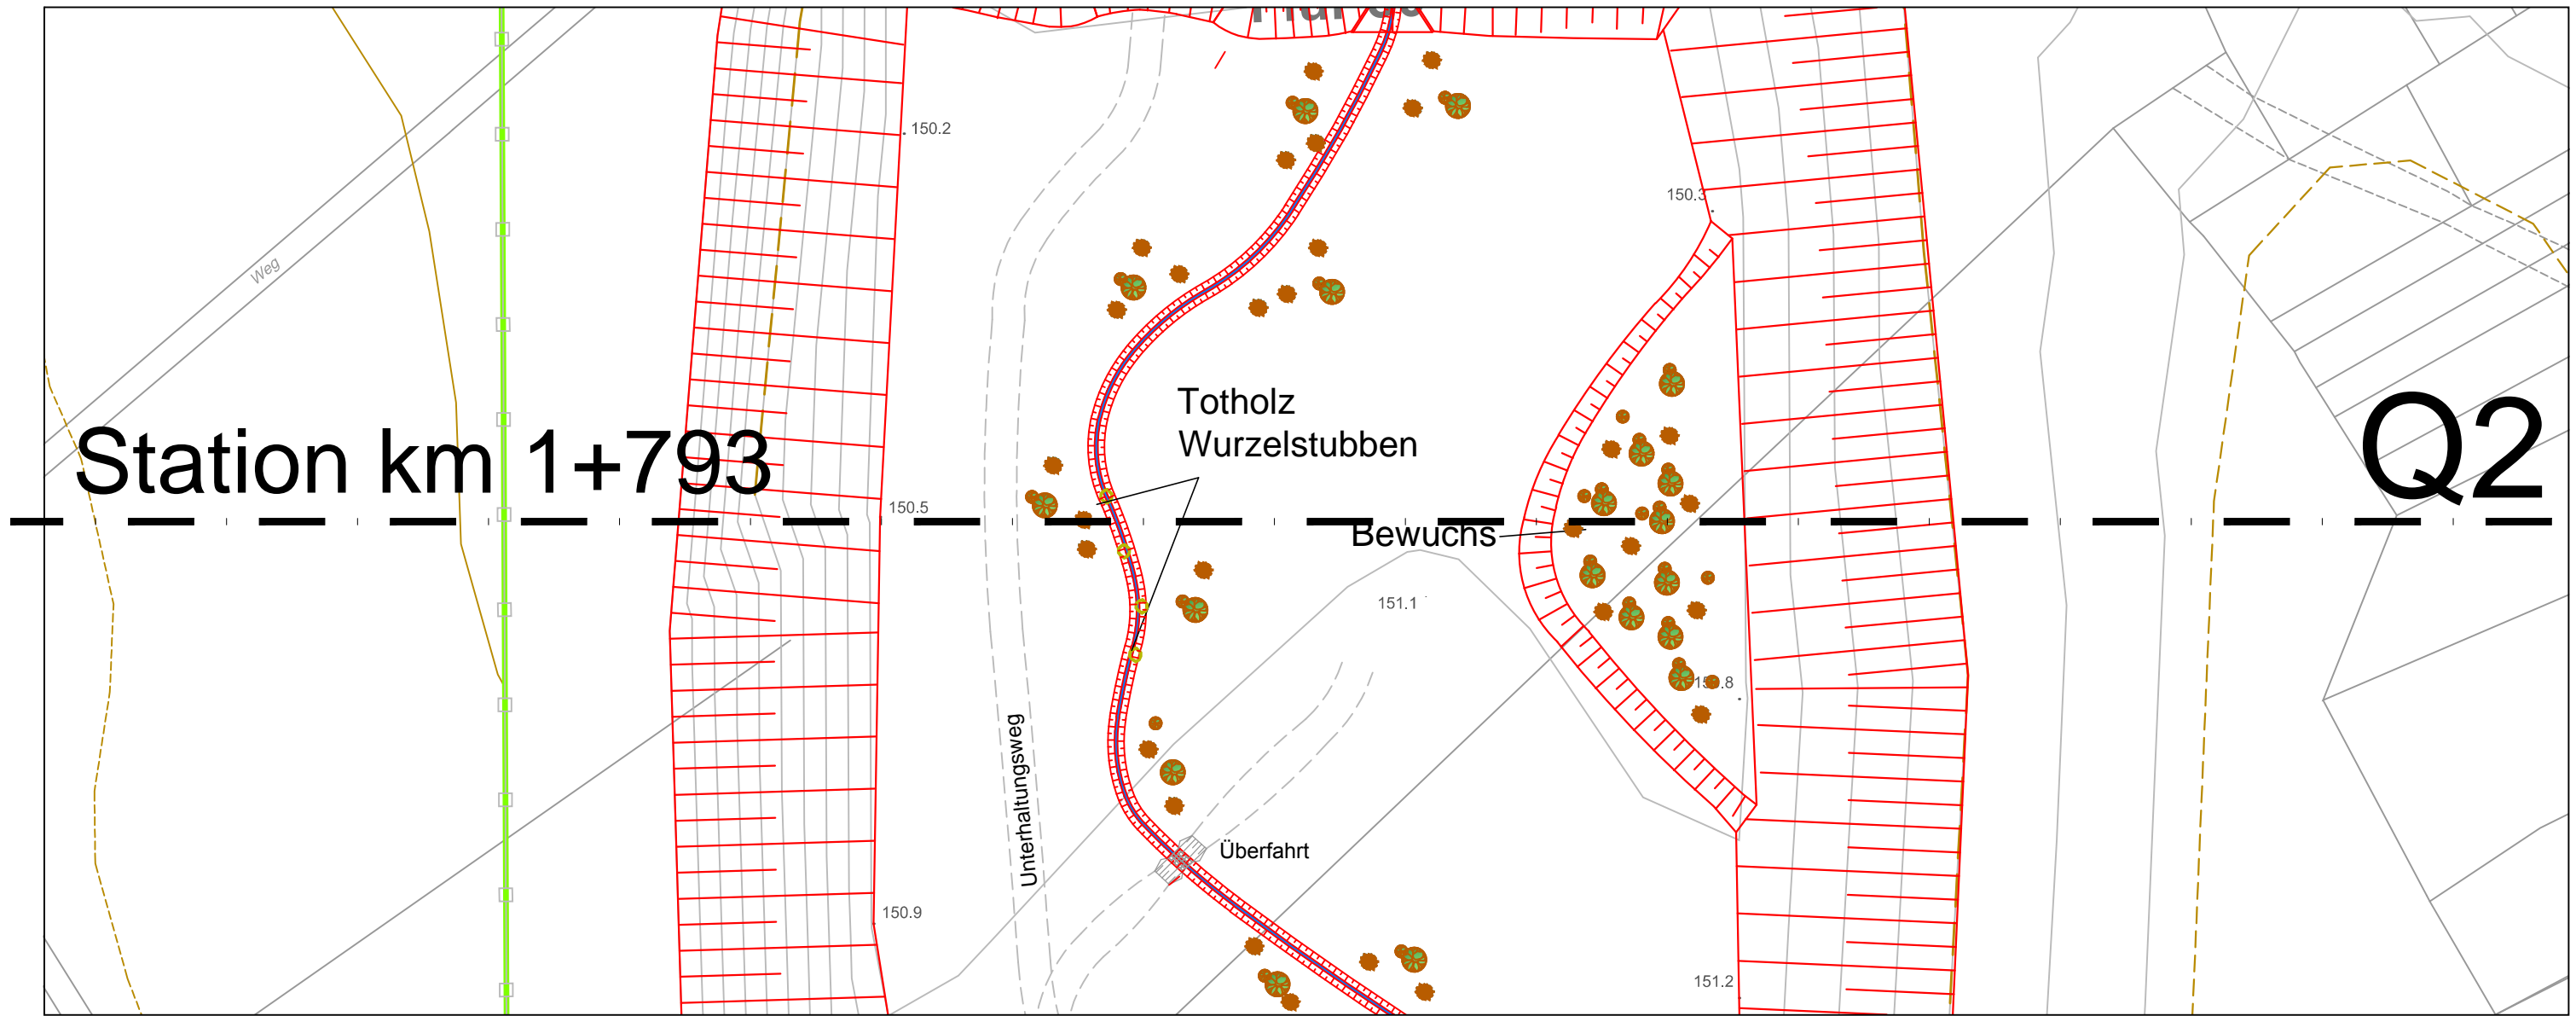 150.2
150.3
Weg
Totholz
Wurzelstubben
Station km 1+793
Q2
150.5
Bewuchs
151.1
Unterhaltungsweg
Überfahrt
150.9
151.2